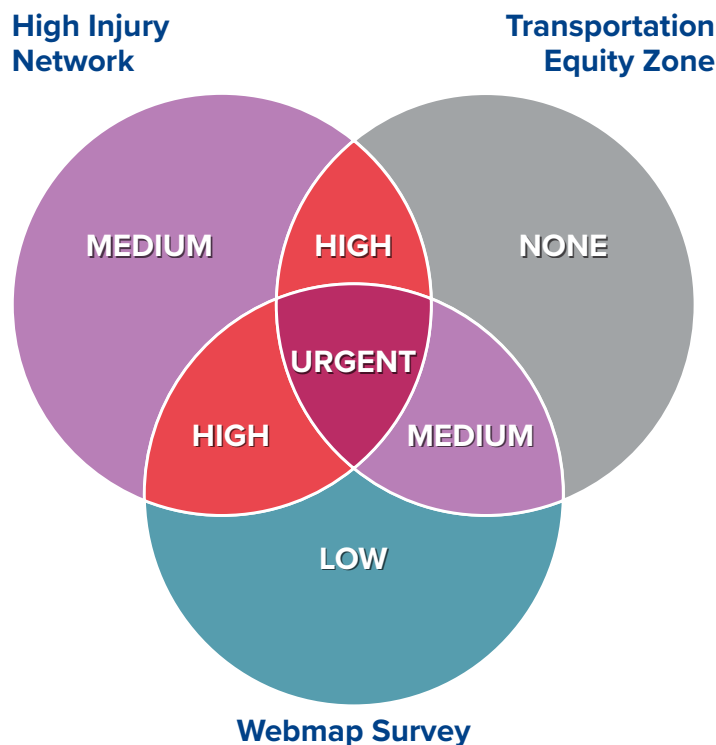 High Injury
Network
Transportation
Equity Zone
MEDIUM
HIGH
NONE
URGENT
HIGH
MEDIUM
LOW
Webmap Survey